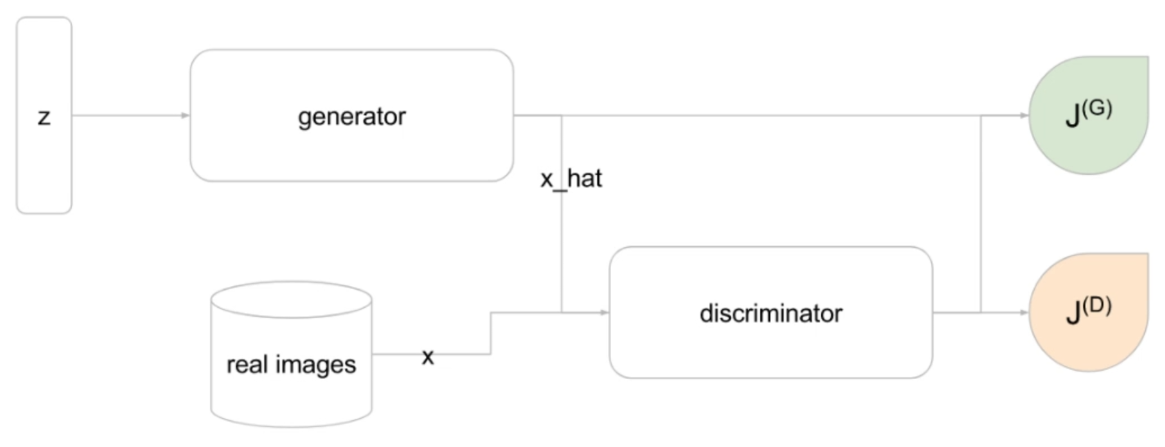 z
generator
J(G)
x_hat
discriminator
J(D)
real images
x